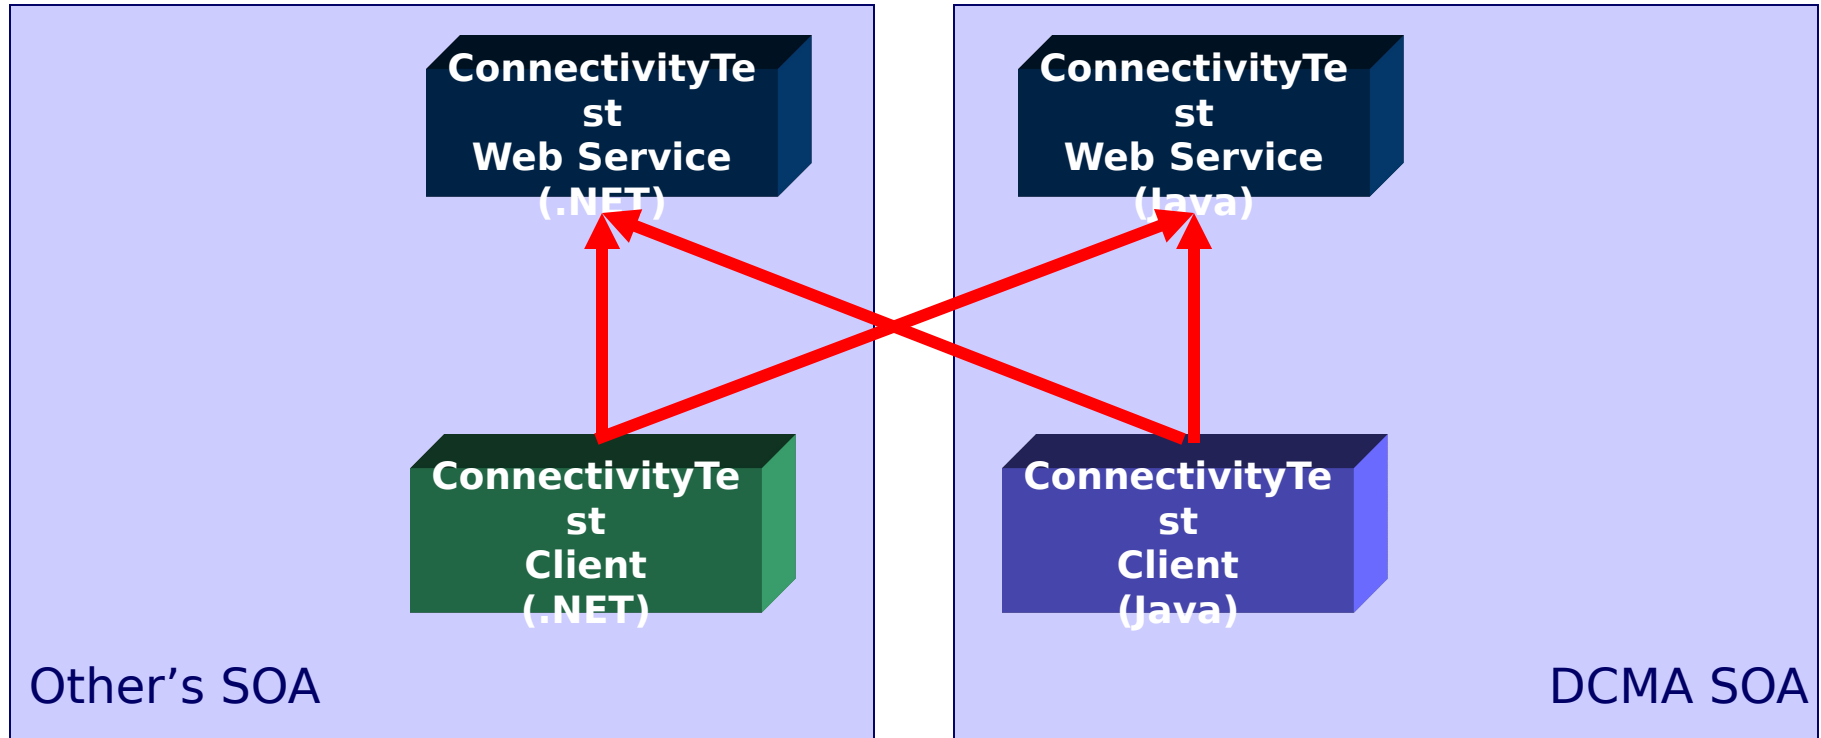 ConnectivityTe
st
Web Service
(.NET)
ConnectivityTe
st
Web Service
(Java)
ConnectivityTe
st
Client
(.NET)
ConnectivityTe
st
Client
(Java)
Other’s SOA
DCMA SOA